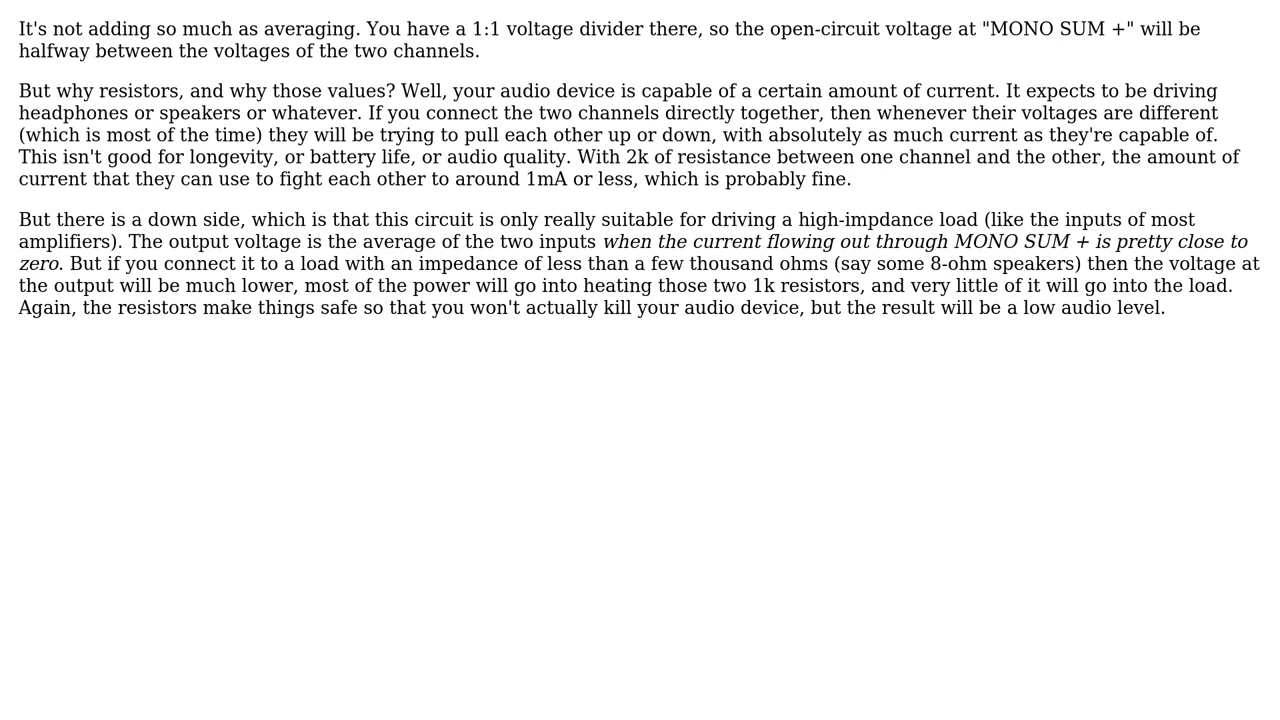 It's not adding so much as averaging. You have a 1:1 voltage divider there, so the open-circuit voltage at "MONO SUM +" will be
halfway between the voltages of the two channels.
But why resistors, and why those values? Well, your audio device is capable of a certain amount of current. It expects to be driving
headphones or speakers or whatever. If you connect the two channels directly together, then whenever their voltages are different
(which is most of the time) they will be trying to pull each other up or down, with absolutely as much current as they're capable of.
This isn't good for longevity, or battery life, or audio quality. With 2k of resistance between one channel and the other, the amount of
current that they can use to fight each other to around 1mA or less, which is probably fine.
But there is a down side, which is that this circuit is only really suitable for driving a high-impdance load (like the inputs of most
amplifiers). The output voltage is the average of the two inputs when the current flowing out through MONO SUM + is pretty close to
zero. But if you connect it to a load with an impedance of less than a few thousand ohms (say some 8-ohm speakers) then the voltage at
the output will be much lower, most of the power will go into heating those two 1k resistors, and very little of it will go into the load.
Again, the resistors make things safe so that you won't actually kill your audio device, but the result will be a low audio level.